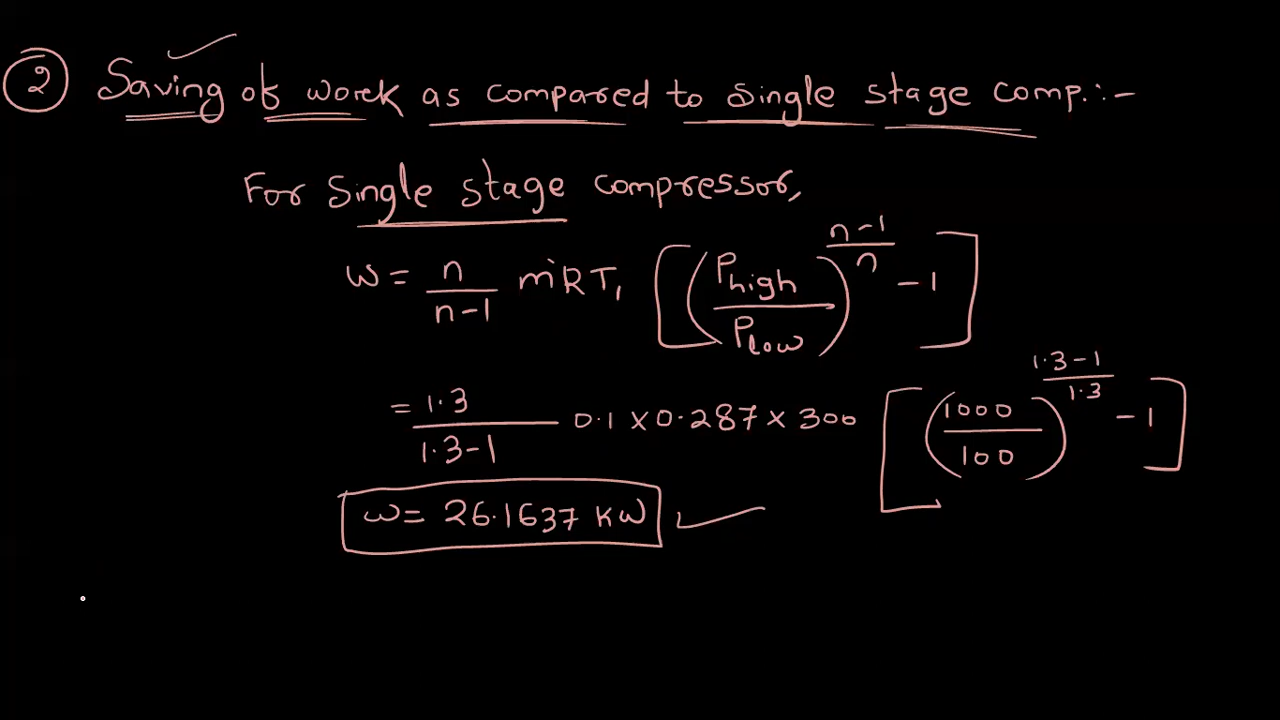 ② Saving of work as compared to single stage comp.:-
For single stage compressor,
w = n/(n-1) ṁRT₁ [(Phigh/Plow)^((n-1)/n) - 1]
= 1.3/(1.3-1) 0.1 × 0.287 × 300 [(1000/100)^((1.3-1)/1.3) - 1]
w = 26.1637 kw